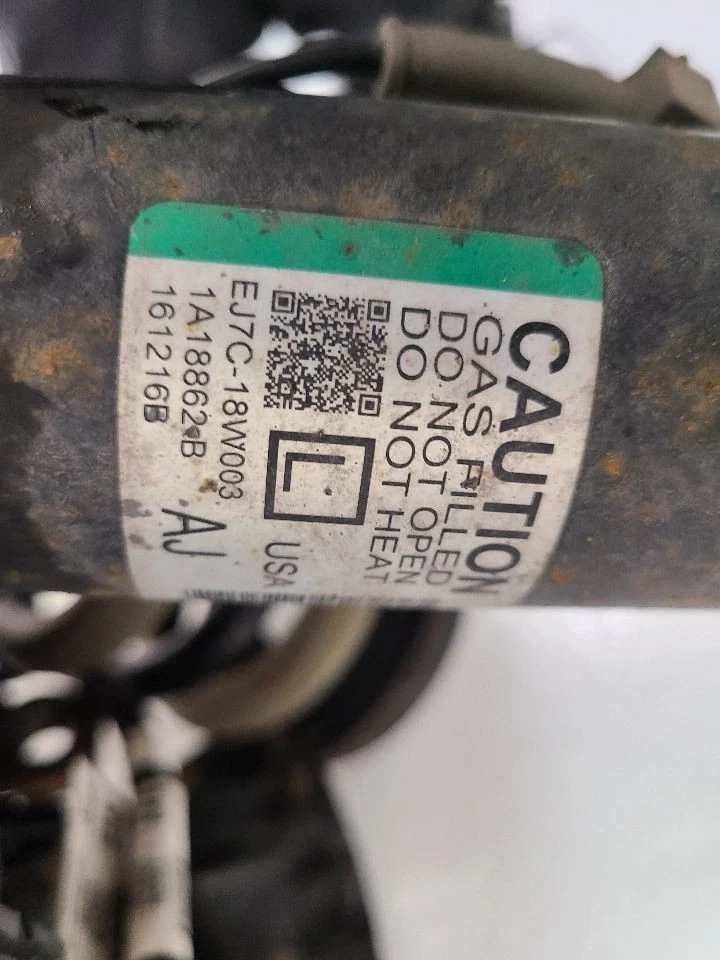 CAUTION
GAS FILLED
DO NOT OPEN
DO NOT HEAT
L
USA
EJ7C-18W003
1A18862-B
161216B
AJ